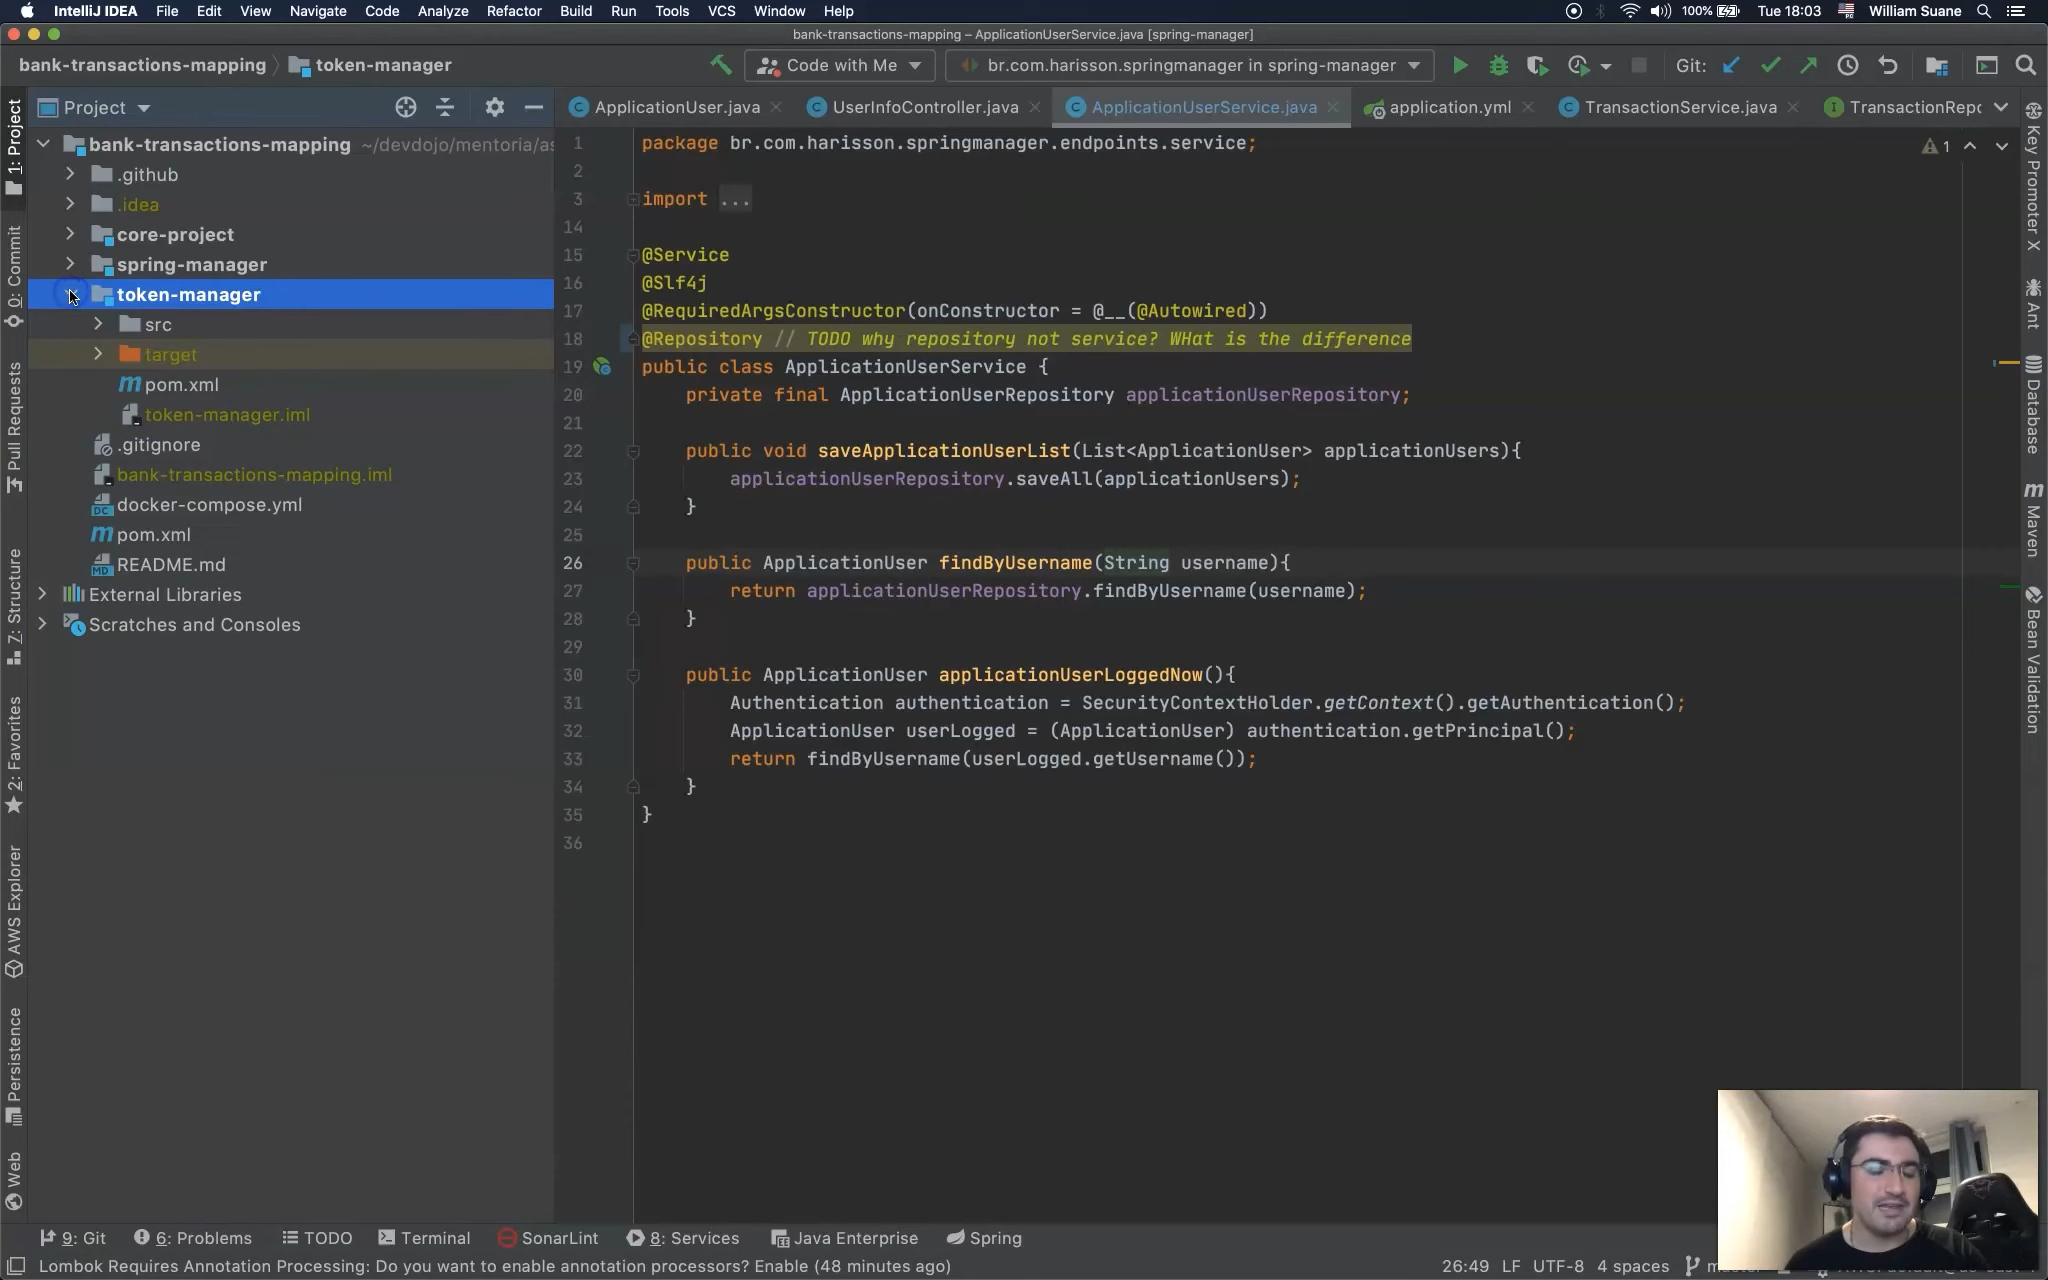 IntelliJ IDEA File Edit View Navigate Code Analyze Refactor Build Run Tools VCS Window Help 100% Tue 18:03 William Suane
bank-transactions-mapping – ApplicationUserService.java [spring-manager]
bank-transactions-mapping token-manager Code with Me br.com.harisson.springmanager in spring-manager Git:
Project
ApplicationUser.java UserInfoController.java ApplicationUserService.java application.yml TransactionService.java TransactionRepo
bank-transactions-mapping ~/devdojo/mentoria/as
.github
.idea
core-project
spring-manager
token-manager
src
target
pom.xml
token-manager.iml
.gitignore
bank-transactions-mapping.iml
docker-compose.yml
pom.xml
README.md
External Libraries
Scratches and Consoles
1: Project
0: Commit
Pull Requests
7: Structure
2: Favorites
AWS Explorer
Persistence
Web
1 package br.com.harisson.springmanager.endpoints.service;
2
3 import ...
14
15 @Service
16 @Slf4j
17 @RequiredArgsConstructor(onConstructor = @__(@Autowired))
18 @Repository // TODO why repository not service? WHat is the difference
19 public class ApplicationUserService {
20 private final ApplicationUserRepository applicationUserRepository;
21
22 public void saveApplicationUserList(List<ApplicationUser> applicationUsers){
23 applicationUserRepository.saveAll(applicationUsers);
24 }
25
26 public ApplicationUser findByUsername(String username){
27 return applicationUserRepository.findByUsername(username);
28 }
29
30 public ApplicationUser applicationUserLoggedNow(){
31 Authentication authentication = SecurityContextHolder.getContext().getAuthentication();
32 ApplicationUser userLogged = (ApplicationUser) authentication.getPrincipal();
33 return findByUsername(userLogged.getUsername());
34 }
35 }
36
1
Key Promoter X
Ant
Database
Maven
Bean Validation
9: Git 6: Problems TODO Terminal SonarLint 8: Services Java Enterprise Spring
Lombok Requires Annotation Processing: Do you want to enable annotation processors? Enable (48 minutes ago) 26:49 LF UTF-8 4 spaces